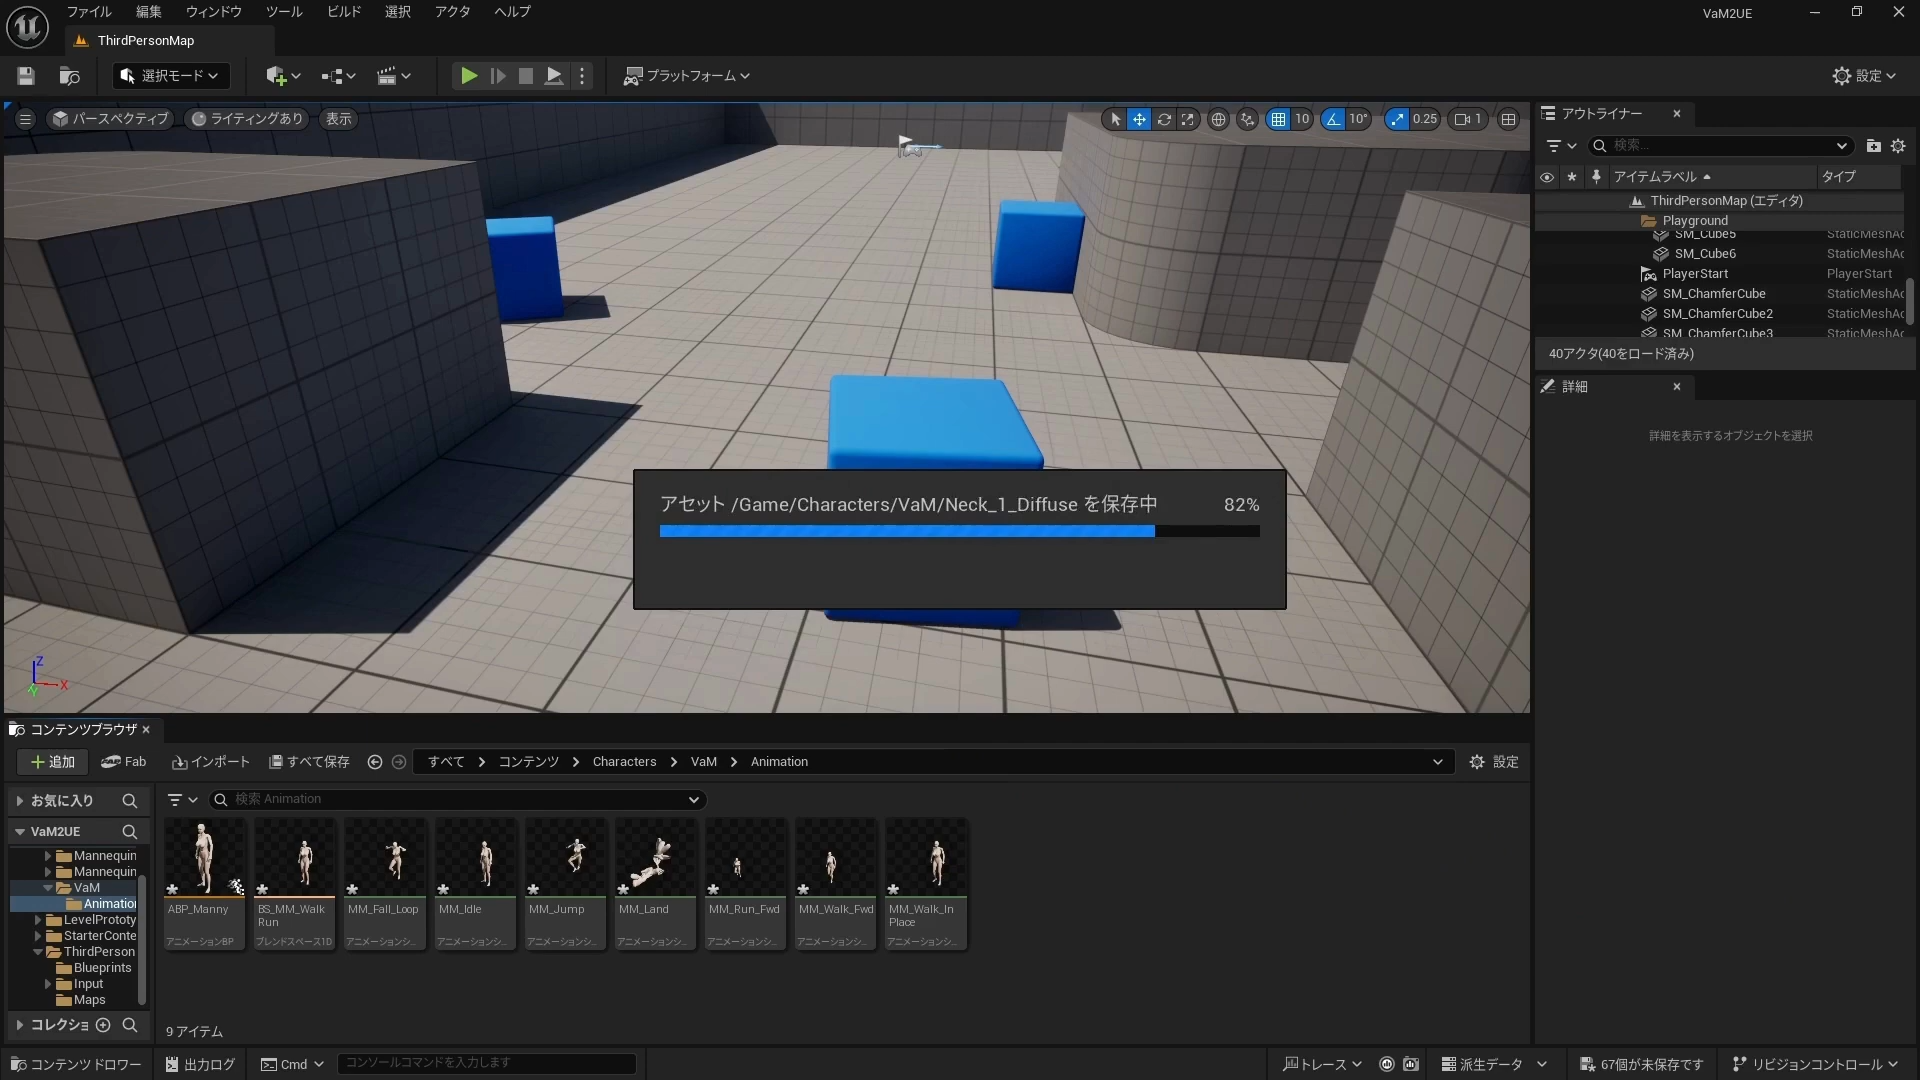 ファイル 編集 ウィンドウ ツール ビルド 選択 アクタ ヘルプ VaM2UE
ThirdPersonMap
選択モード プラットフォーム 設定
パースペクティブ ライティングあり 表示 10 10° 0.25 1
アウトライナー
検索...
アイテムラベル タイプ
ThirdPersonMap (エディタ)
Playground
SM_Cube5 StaticMeshAc
SM_Cube6 StaticMeshAc
PlayerStart PlayerStart
SM_ChamferCube StaticMeshAc
SM_ChamferCube2 StaticMeshAc
SM_ChamferCube3 StaticMeshAc
40アクタ(40をロード済み)
詳細
詳細を表示するオブジェクトを選択
アセット /Game/Characters/VaM/Neck_1_Diffuse を保存中 82%
Z
X
Y
コンテンツブラウザ
追加 Fab インポート すべて保存 すべて コンテンツ Characters VaM Animation 設定
お気に入り
検索 Animation
VaM2UE
Mannequin
Mannequin
VaM
Animation
LevelPrototy
StarterConte
ThirdPerson
Blueprints
Input
Maps
コレクショ
ABP_Manny
アニメーションBP
BS_MM_Walk
Run
ブレンドスペース1D
MM_Fall_Loop
アニメーションシ...
MM_Idle
アニメーションシ...
MM_Jump
アニメーションシ...
MM_Land
アニメーションシ...
MM_Run_Fwd
アニメーションシ...
MM_Walk_Fwd
アニメーションシ...
MM_Walk_In
Place
アニメーションシ...
9 アイテム
コンテンツドロワー 出力ログ Cmd コンソールコマンドを入力します トレース 派生データ 67個が未保存です リビジョンコントロール